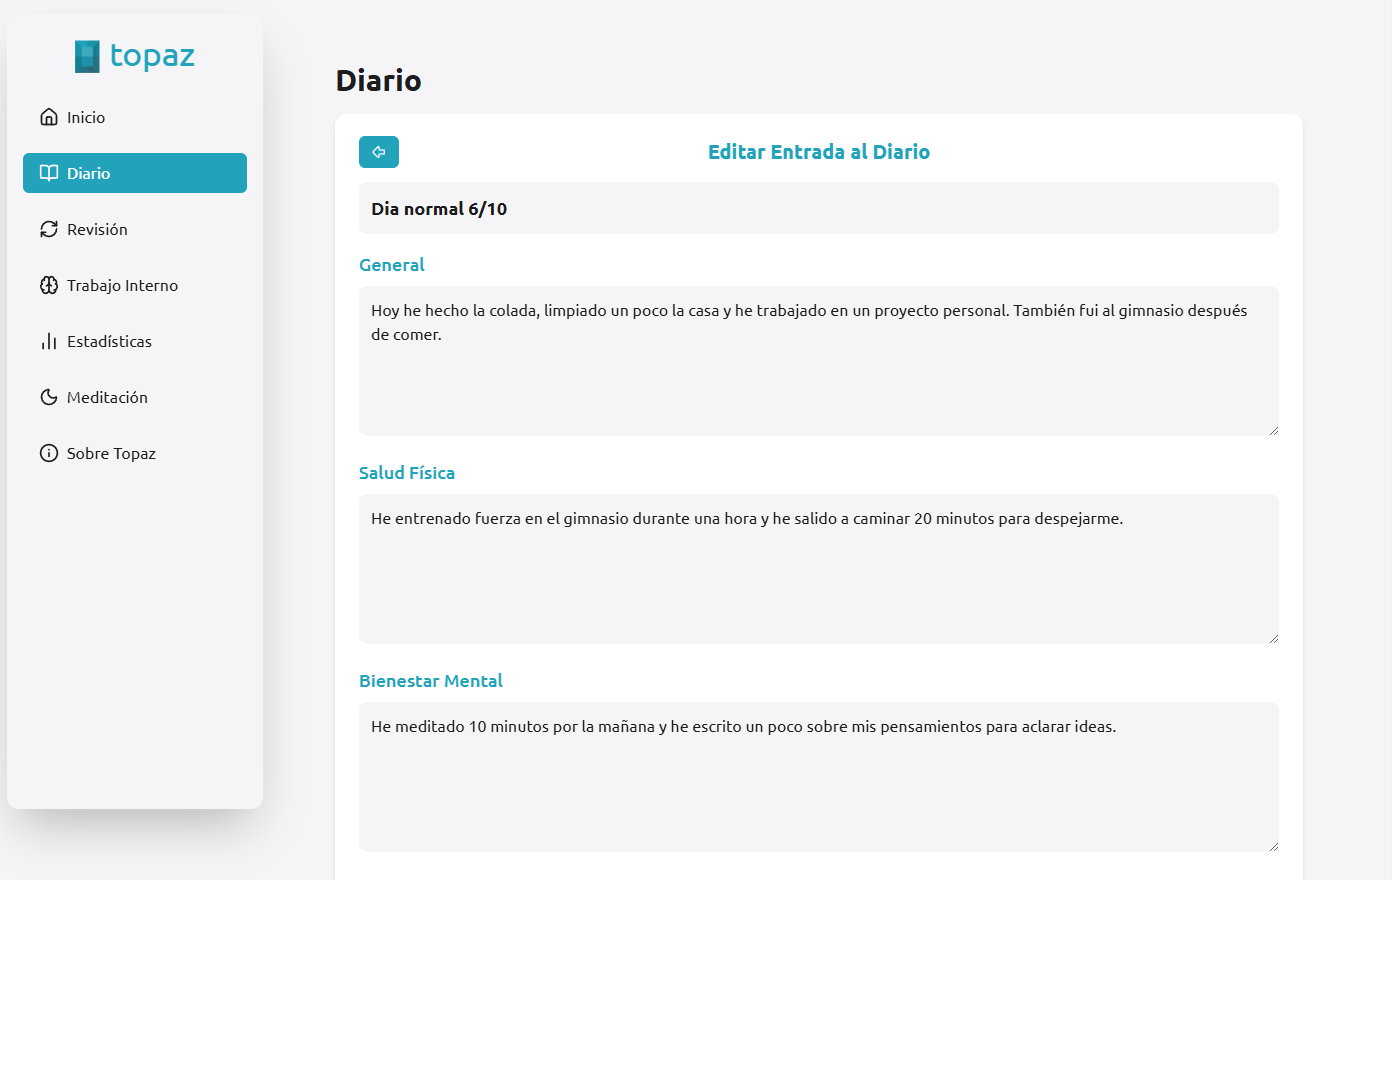 topaz
Inicio
Diario
Revisión
Trabajo Interno
Estadísticas
Meditación
Sobre Topaz
Diario
Editar Entrada al Diario
Dia normal 6/10
General
Hoy he hecho la colada, limpiado un poco la casa y he trabajado en un proyecto personal. También fui al gimnasio después
de comer.
Salud Física
He entrenado fuerza en el gimnasio durante una hora y he salido a caminar 20 minutos para despejarme.
Bienestar Mental
He meditado 10 minutos por la mañana y he escrito un poco sobre mis pensamientos para aclarar ideas.